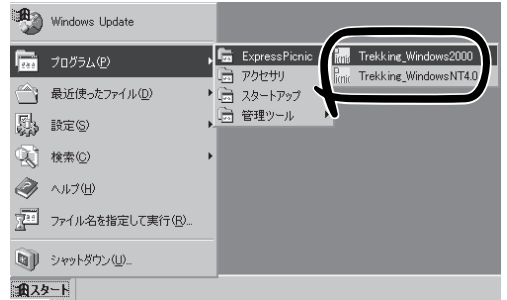 Windows Update
プログラム(P)
最近使ったファイル(D)
設定(S)
検索(C)
ヘルプ(H)
ファイル名を指定して実行(R)...
シャットダウン(U)...
スタート
ExpressPicnic
アクセサリ
スタートアップ
管理ツール
Trekking_Windows2000
Trekking_WindowsNT4.0